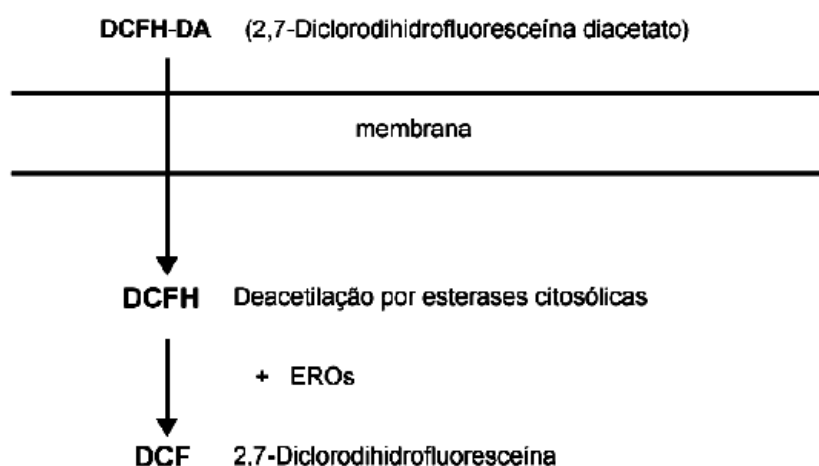 DCFH-DA (2,7-Diclorodihidrofluoresceína diacetato)
membrana
DCFH Deacetilação por esterases citosólicas
+ EROs
DCF 2,7-Diclorodihidrofluoresceína